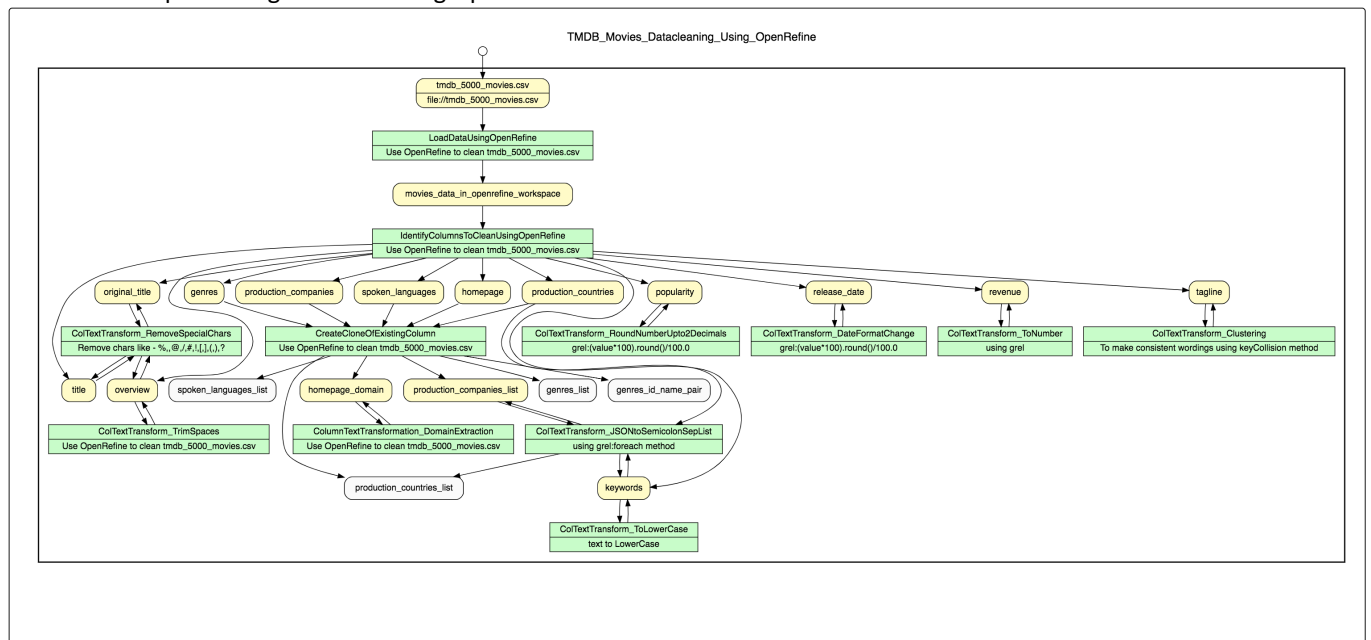 TMDB_Movies_Datacleaning_Using_OpenRefine
tmdb_5000_movies.csv
file://tmdb_5000_movies.csv
LoadDataUsingOpenRefine
Use OpenRefine to clean tmdb_5000_movies.csv
movies_data_in_openrefine_workspace
IdentifyColumnsToCleanUsingOpenRefine
Use OpenRefine to clean tmdb_5000_movies.csv
original_title
genres
production_companies
spoken_languages
homepage
production_countries
popularity
release_date
revenue
tagline
ColTextTransform_RemoveSpecialChars
Remove chars like - %,,@,/,#,!,[,],(,),?
CreateCloneOfExistingColumn
Use OpenRefine to clean tmdb_5000_movies.csv
ColTextTransform_RoundNumberUpto2Decimals
grel:(value*100).round()/100.0
ColTextTransform_DateFormatChange
grel:(value*100).round()/100.0
ColTextTransform_ToNumber
using grel
ColTextTransform_Clustering
To make consistent wordings using keyCollision method
title
overview
spoken_languages_list
homepage_domain
production_companies_list
genres_list
genres_id_name_pair
ColTextTransform_TrimSpaces
Use OpenRefine to clean tmdb_5000_movies.csv
ColumnTextTransformation_DomainExtraction
Use OpenRefine to clean tmdb_5000_movies.csv
ColTextTransform_JSONtoSemicolonSepList
using grel:foreach method
production_countries_list
keywords
ColTextTransform_ToLowerCase
text to LowerCase